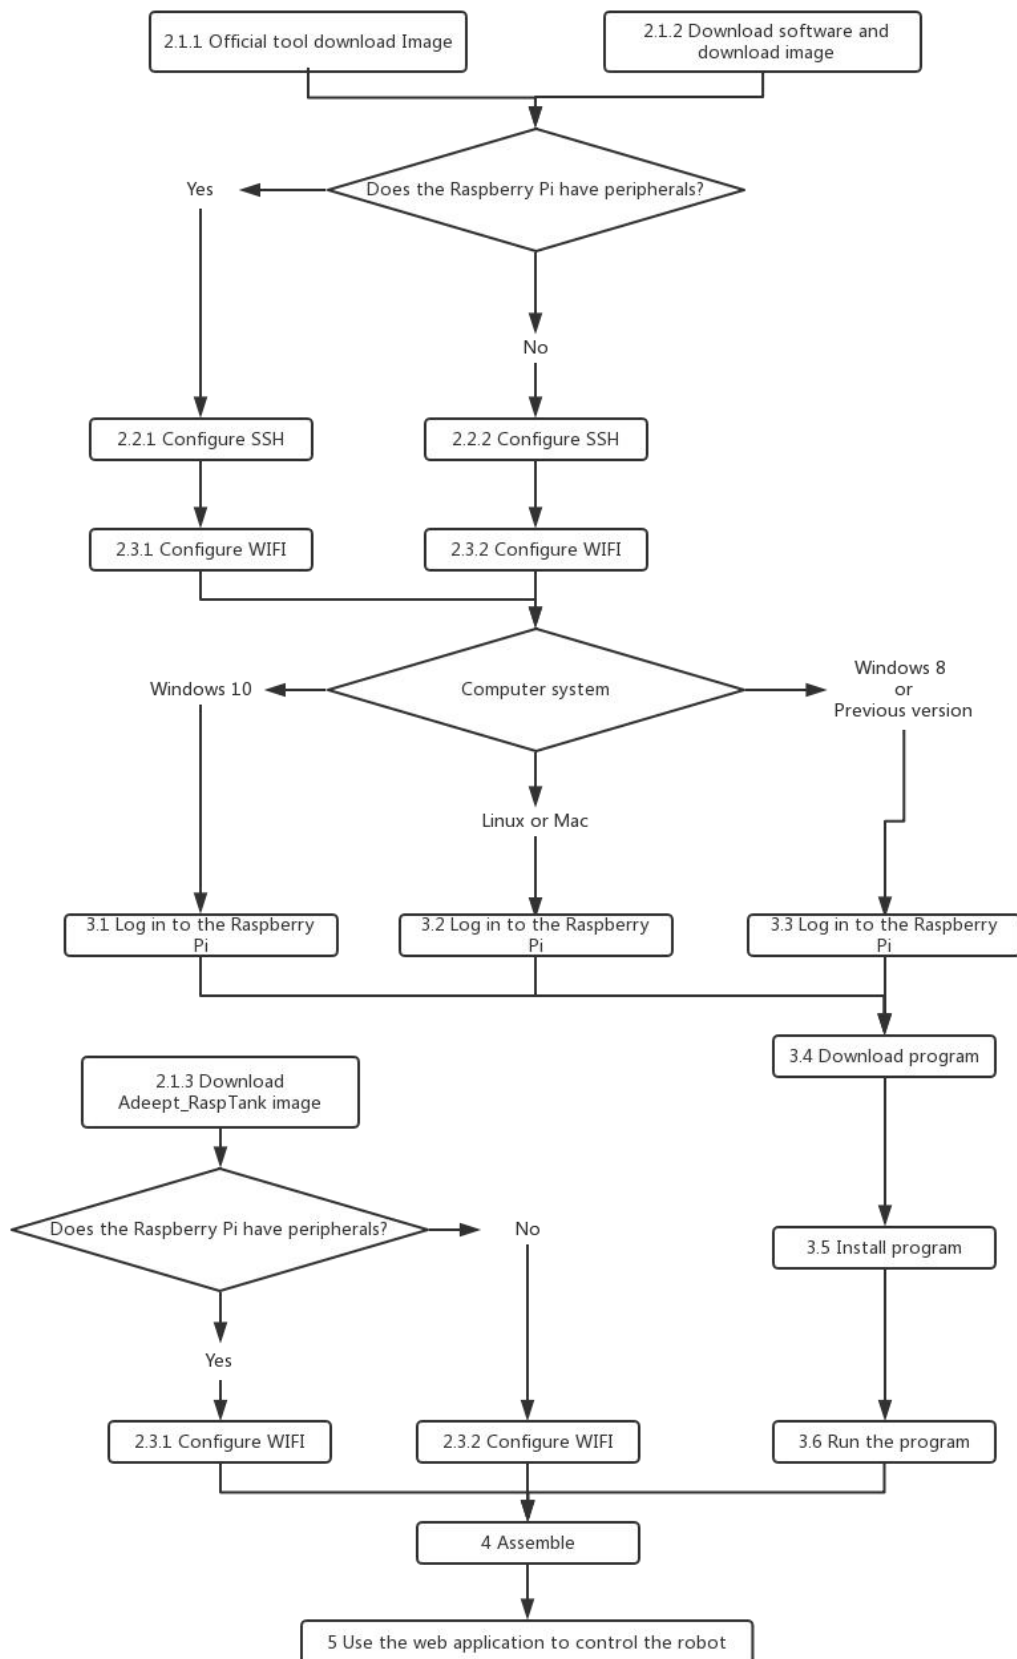 2.1.1 Official tool download Image
2.1.2 Download software and
download image
Does the Raspberry Pi have peripherals?
Yes
No
2.2.1 Configure SSH
2.2.2 Configure SSH
2.3.1 Configure WIFI
2.3.2 Configure WIFI
Computer system
Windows 10
Windows 8
or
Previous version
Linux or Mac
3.1 Log in to the Raspberry
Pi
3.2 Log in to the Raspberry
Pi
3.3 Log in to the Raspberry
Pi
3.4 Download program
2.1.3 Download
Adeept_RaspTank image
Does the Raspberry Pi have peripherals?
No
3.5 Install program
Yes
2.3.1 Configure WIFI
2.3.2 Configure WIFI
3.6 Run the program
4 Assemble
5 Use the web application to control the robot